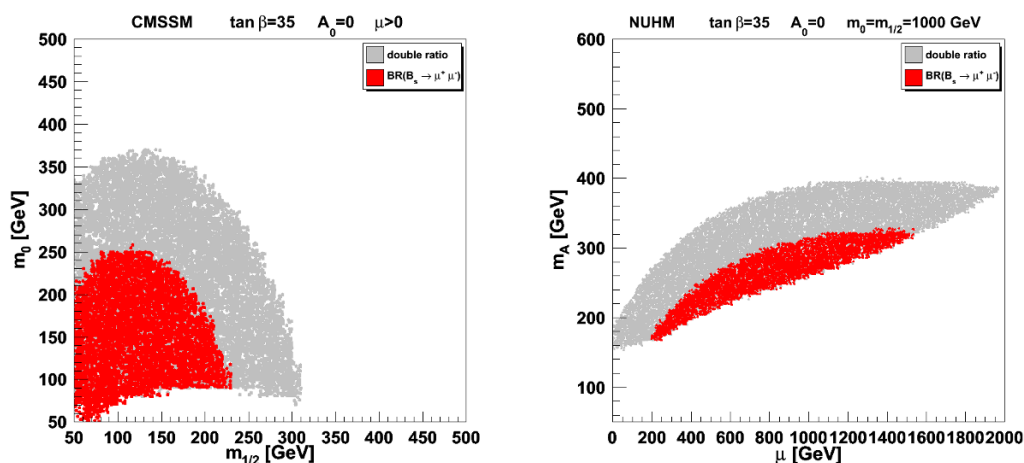 CMSSM tan β=35 A₀=0 μ>0
double ratio
BR(Bₛ → μ⁺ μ⁻)
m₀ [GeV]
500
450
400
350
300
250
200
150
100
50
50 100 150 200 250 300 350 400 450 500
m₁/₂ [GeV]
NUHM tan β=35 A₀=0 m₀=m₁/₂=1000 GeV
double ratio
BR(Bₛ → μ⁺ μ⁻)
m_A [GeV]
600
500
400
300
200
100
0 200 400 600 800 1000 1200 1400 1600 1800 2000
μ [GeV]